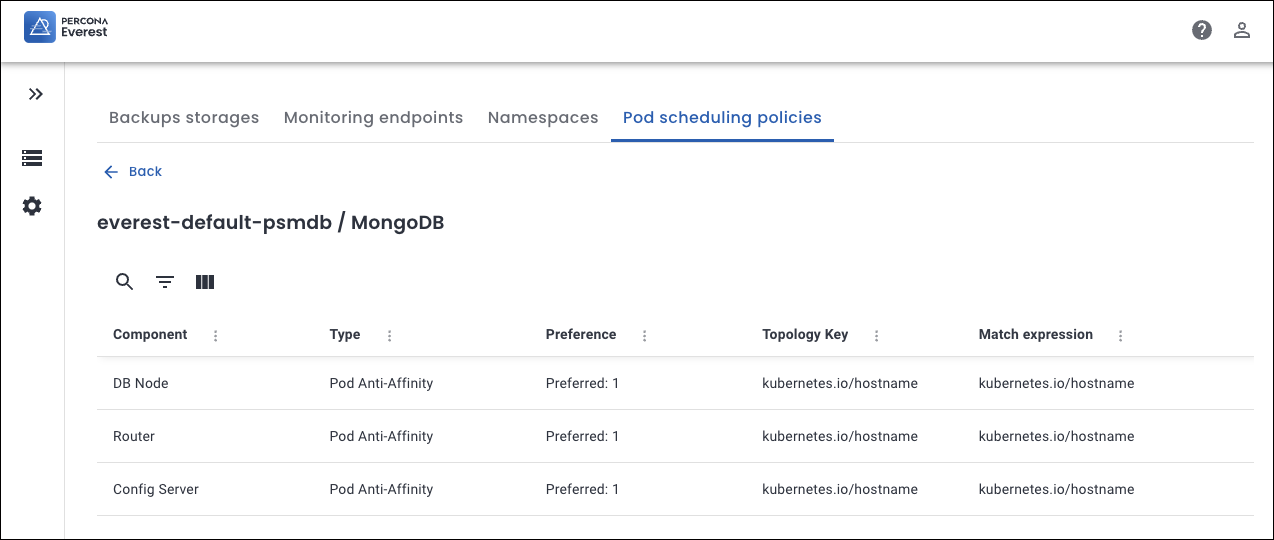 PERCONA
Everest
Backups storages Monitoring endpoints Namespaces Pod scheduling policies
Back
everest-default-psmdb / MongoDB
Component Type Preference Topology Key Match expression
DB Node Pod Anti-Affinity Preferred: 1 kubernetes.io/hostname kubernetes.io/hostname
Router Pod Anti-Affinity Preferred: 1 kubernetes.io/hostname kubernetes.io/hostname
Config Server Pod Anti-Affinity Preferred: 1 kubernetes.io/hostname kubernetes.io/hostname